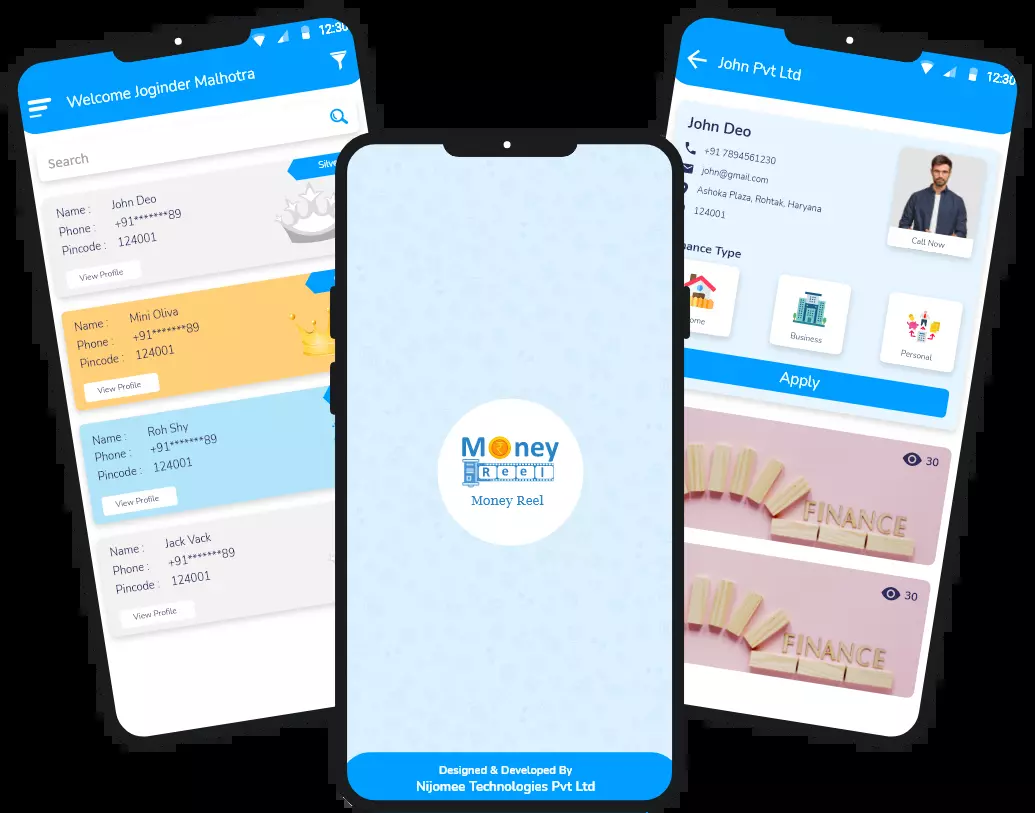 12:30
Welcome Joginder Malhotra
Search
Silve
Name : John Deo
Phone : +91*******89
Pincode : 124001
View Profile
Name : Mini Oliva
Phone : +91*******89
Pincode : 124001
View Profile
Name : Roh Shy
Phone : +91*******89
Pincode : 124001
View Profile
Name : Jack Vack
Phone : +91*******89
Pincode : 124001
View Profile
Money
Reel
Money Reel
Designed & Developed By
Nijomee Technologies Pvt Ltd
12:30
John Pvt Ltd
John Deo
+91 7894561230
john@gmail.com
Ashoka Plaza, Rohtak, Haryana
124001
Call Now
nance Type
ome
Business
Personal
Apply
30
FINANCE
30
FINANCE